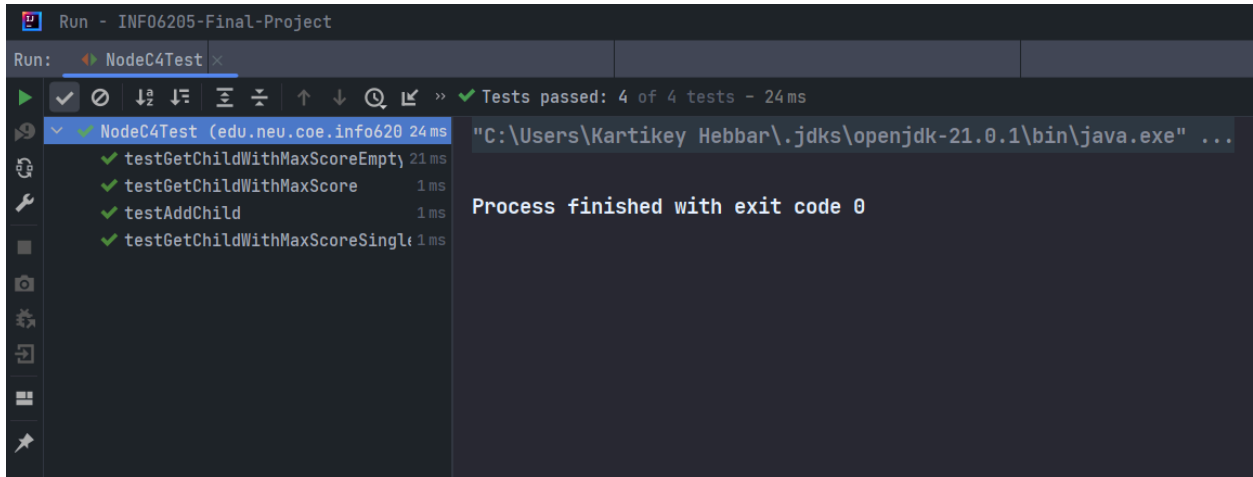 Run - INFO6205-Final-Project
Run: NodeC4Test
Tests passed: 4 of 4 tests – 24 ms
NodeC4Test (edu.neu.coe.info620 24 ms
testGetChildWithMaxScoreEmpty 21 ms
testGetChildWithMaxScore 1 ms
testAddChild 1 ms
testGetChildWithMaxScoreSingle 1 ms
"C:\Users\Kartikey Hebbar\.jdks\openjdk-21.0.1\bin\java.exe" ...
Process finished with exit code 0